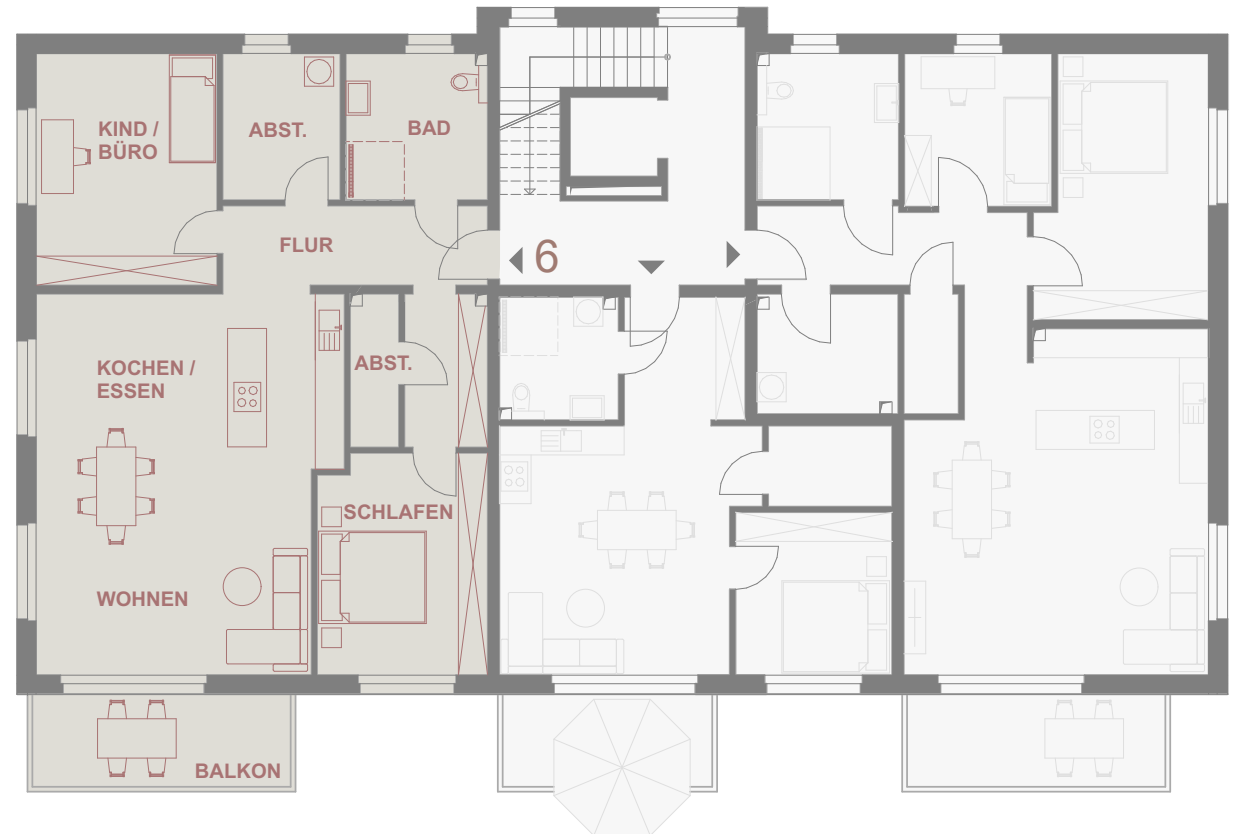 KIND /
BÜRO
ABST.
BAD
FLUR
6
KOCHEN /
ESSEN
ABST.
SCHLAFEN
WOHNEN
BALKON